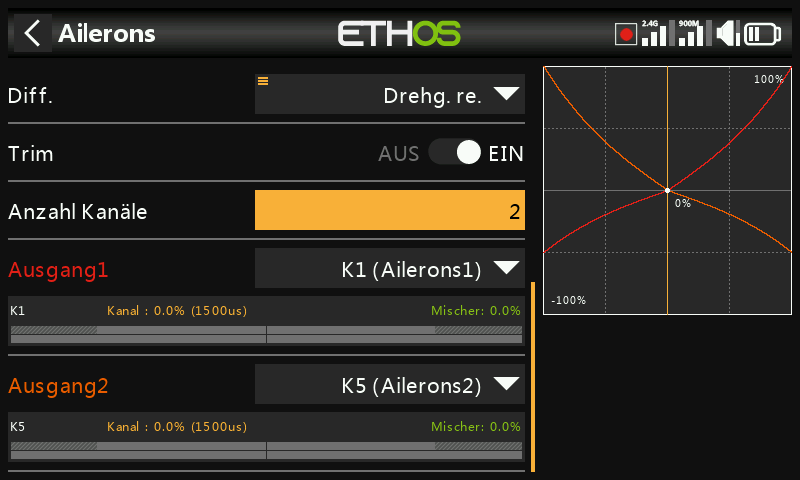 Ailerons
ETHOS
2.4G
900M
Diff.
Drehg. re.
Trim
AUS EIN
Anzahl Kanäle
2
Ausgang1
K1 (Ailerons1)
K1 Kanal : 0.0% (1500us) Mischer: 0.0%
Ausgang2
K5 (Ailerons2)
K5 Kanal : 0.0% (1500us) Mischer: 0.0%
100%
0%
-100%